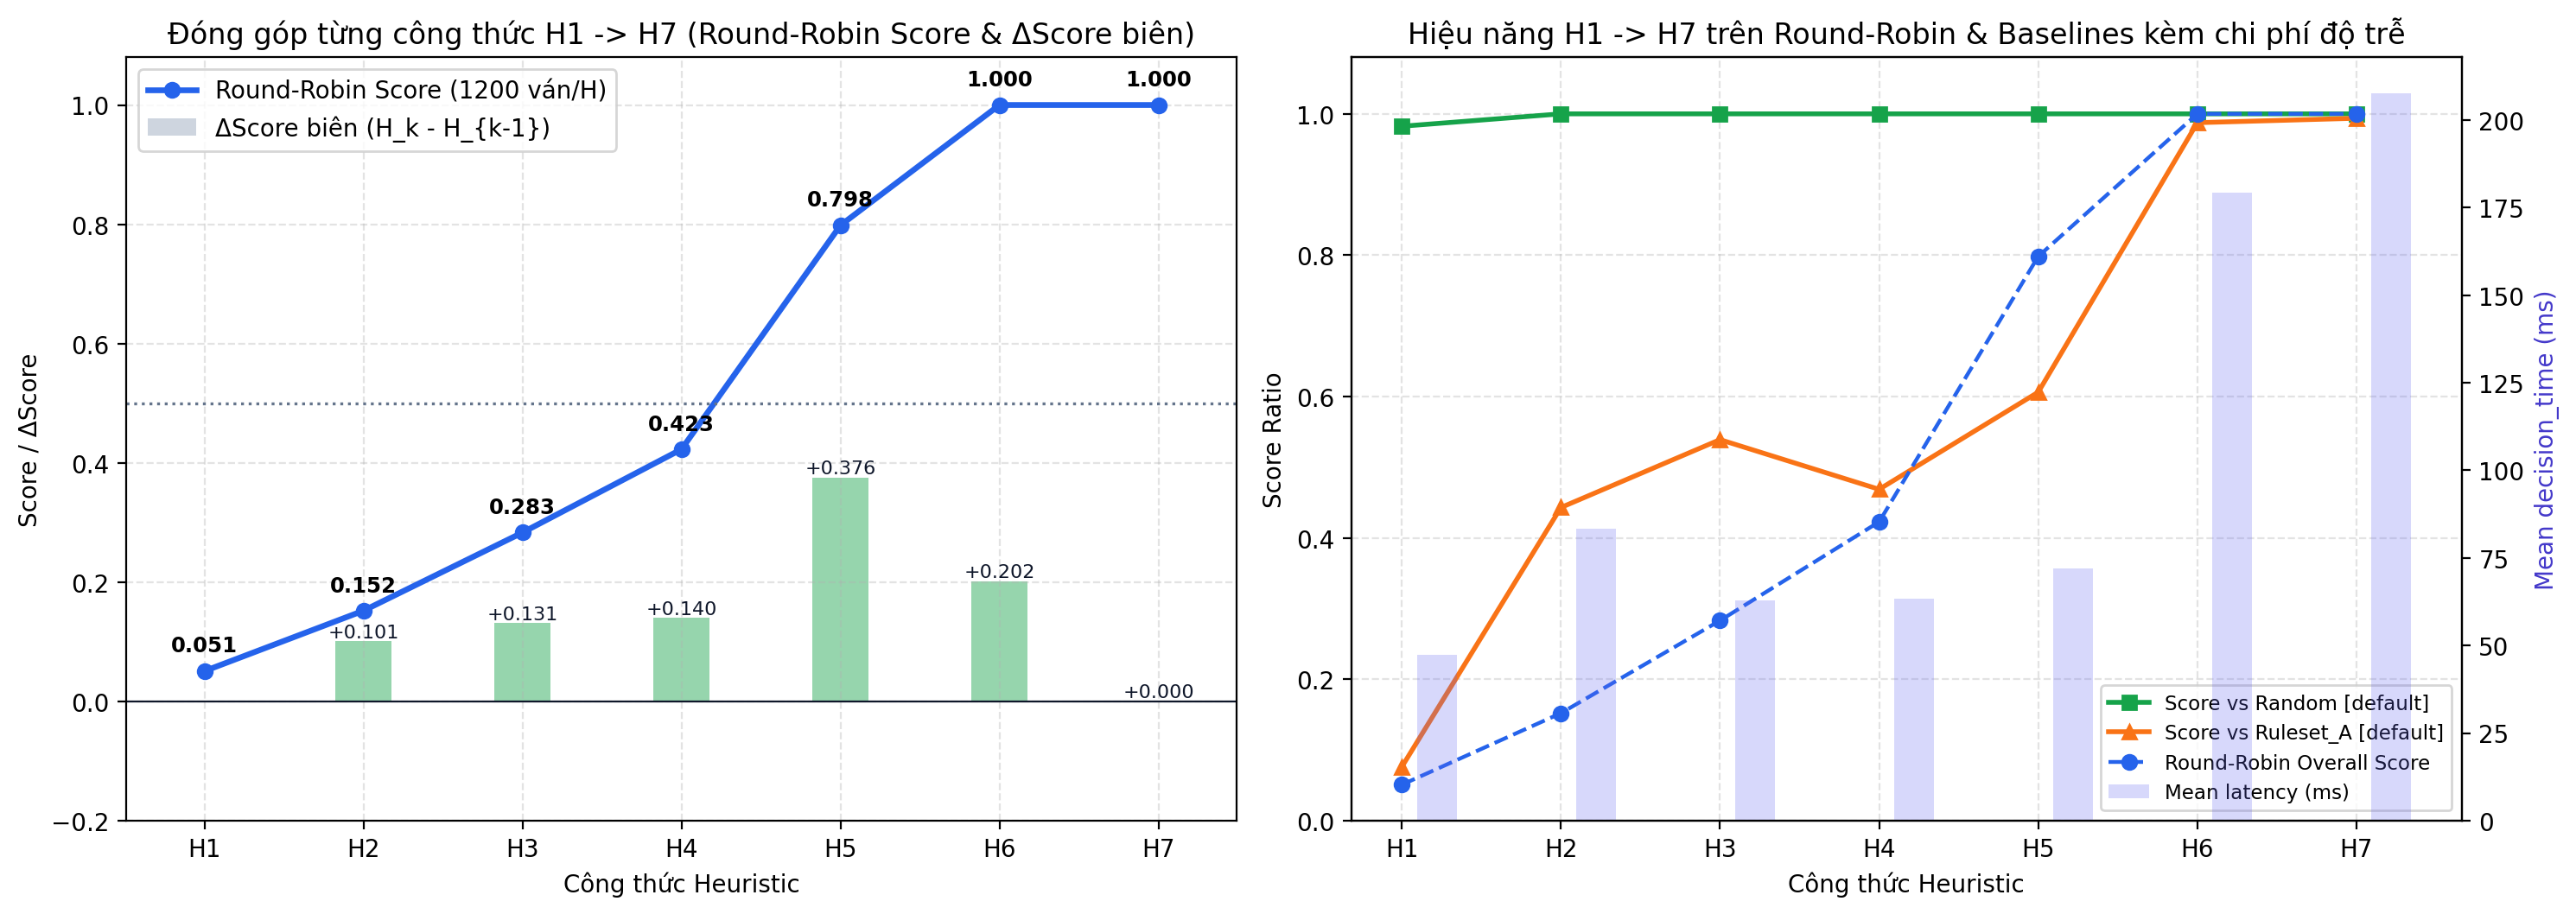 Đóng góp từng công thức H1 -> H7 (Round-Robin Score & ΔScore biên)
Round-Robin Score (1200 ván/H)
ΔScore biên (H_k - H_{k-1})
Score / ΔScore
1.0
0.8
0.6
0.4
0.2
0.0
−0.2
0.051
0.152
0.283
0.423
0.798
1.000
1.000
+0.101
+0.131
+0.140
+0.376
+0.202
+0.000
H1
H2
H3
H4
H5
H6
H7
Công thức Heuristic
Hiệu năng H1 -> H7 trên Round-Robin & Baselines kèm chi phí độ trễ
Score Ratio
1.0
0.8
0.6
0.4
0.2
0.0
200
175
150
125
100
75
50
25
0
Mean decision_time (ms)
Score vs Random [default]
Score vs Ruleset_A [default]
Round-Robin Overall Score
Mean latency (ms)
H1
H2
H3
H4
H5
H6
H7
Công thức Heuristic